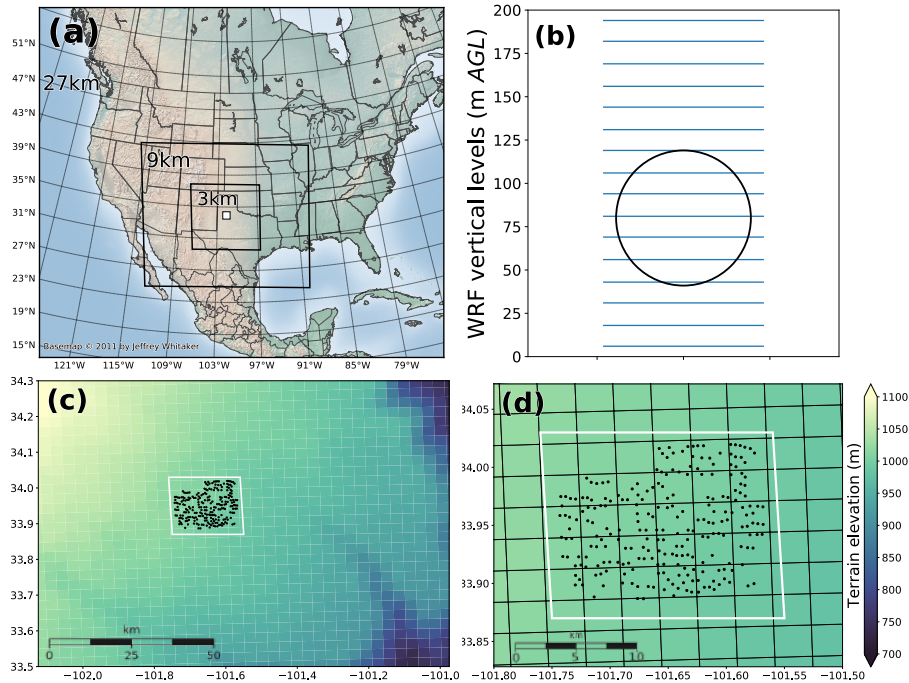 (a)
51°N
47°N
43°N
39°N
35°N
31°N
27°N
23°N
19°N
15°N
27km
9km
3km
Basemap © 2011 by Jeffrey Whitaker
121°W 115°W 109°W 103°W 97°W 91°W 85°W 79°W
(b)
WRF vertical levels (m AGL)
200
175
150
125
100
75
50
25
0
(c)
34.3
34.2
34.1
34.0
33.9
33.8
33.7
33.6
33.5
km
0 25 50
−102.0 −101.8 −101.6 −101.4 −101.2 −101.0
(d)
34.05
34.00
33.95
33.90
33.85
km
0 5 10
−101.80 −101.75 −101.70 −101.65 −101.60 −101.55 −101.50
Terrain elevation (m)
1100
1050
1000
950
900
850
800
750
700